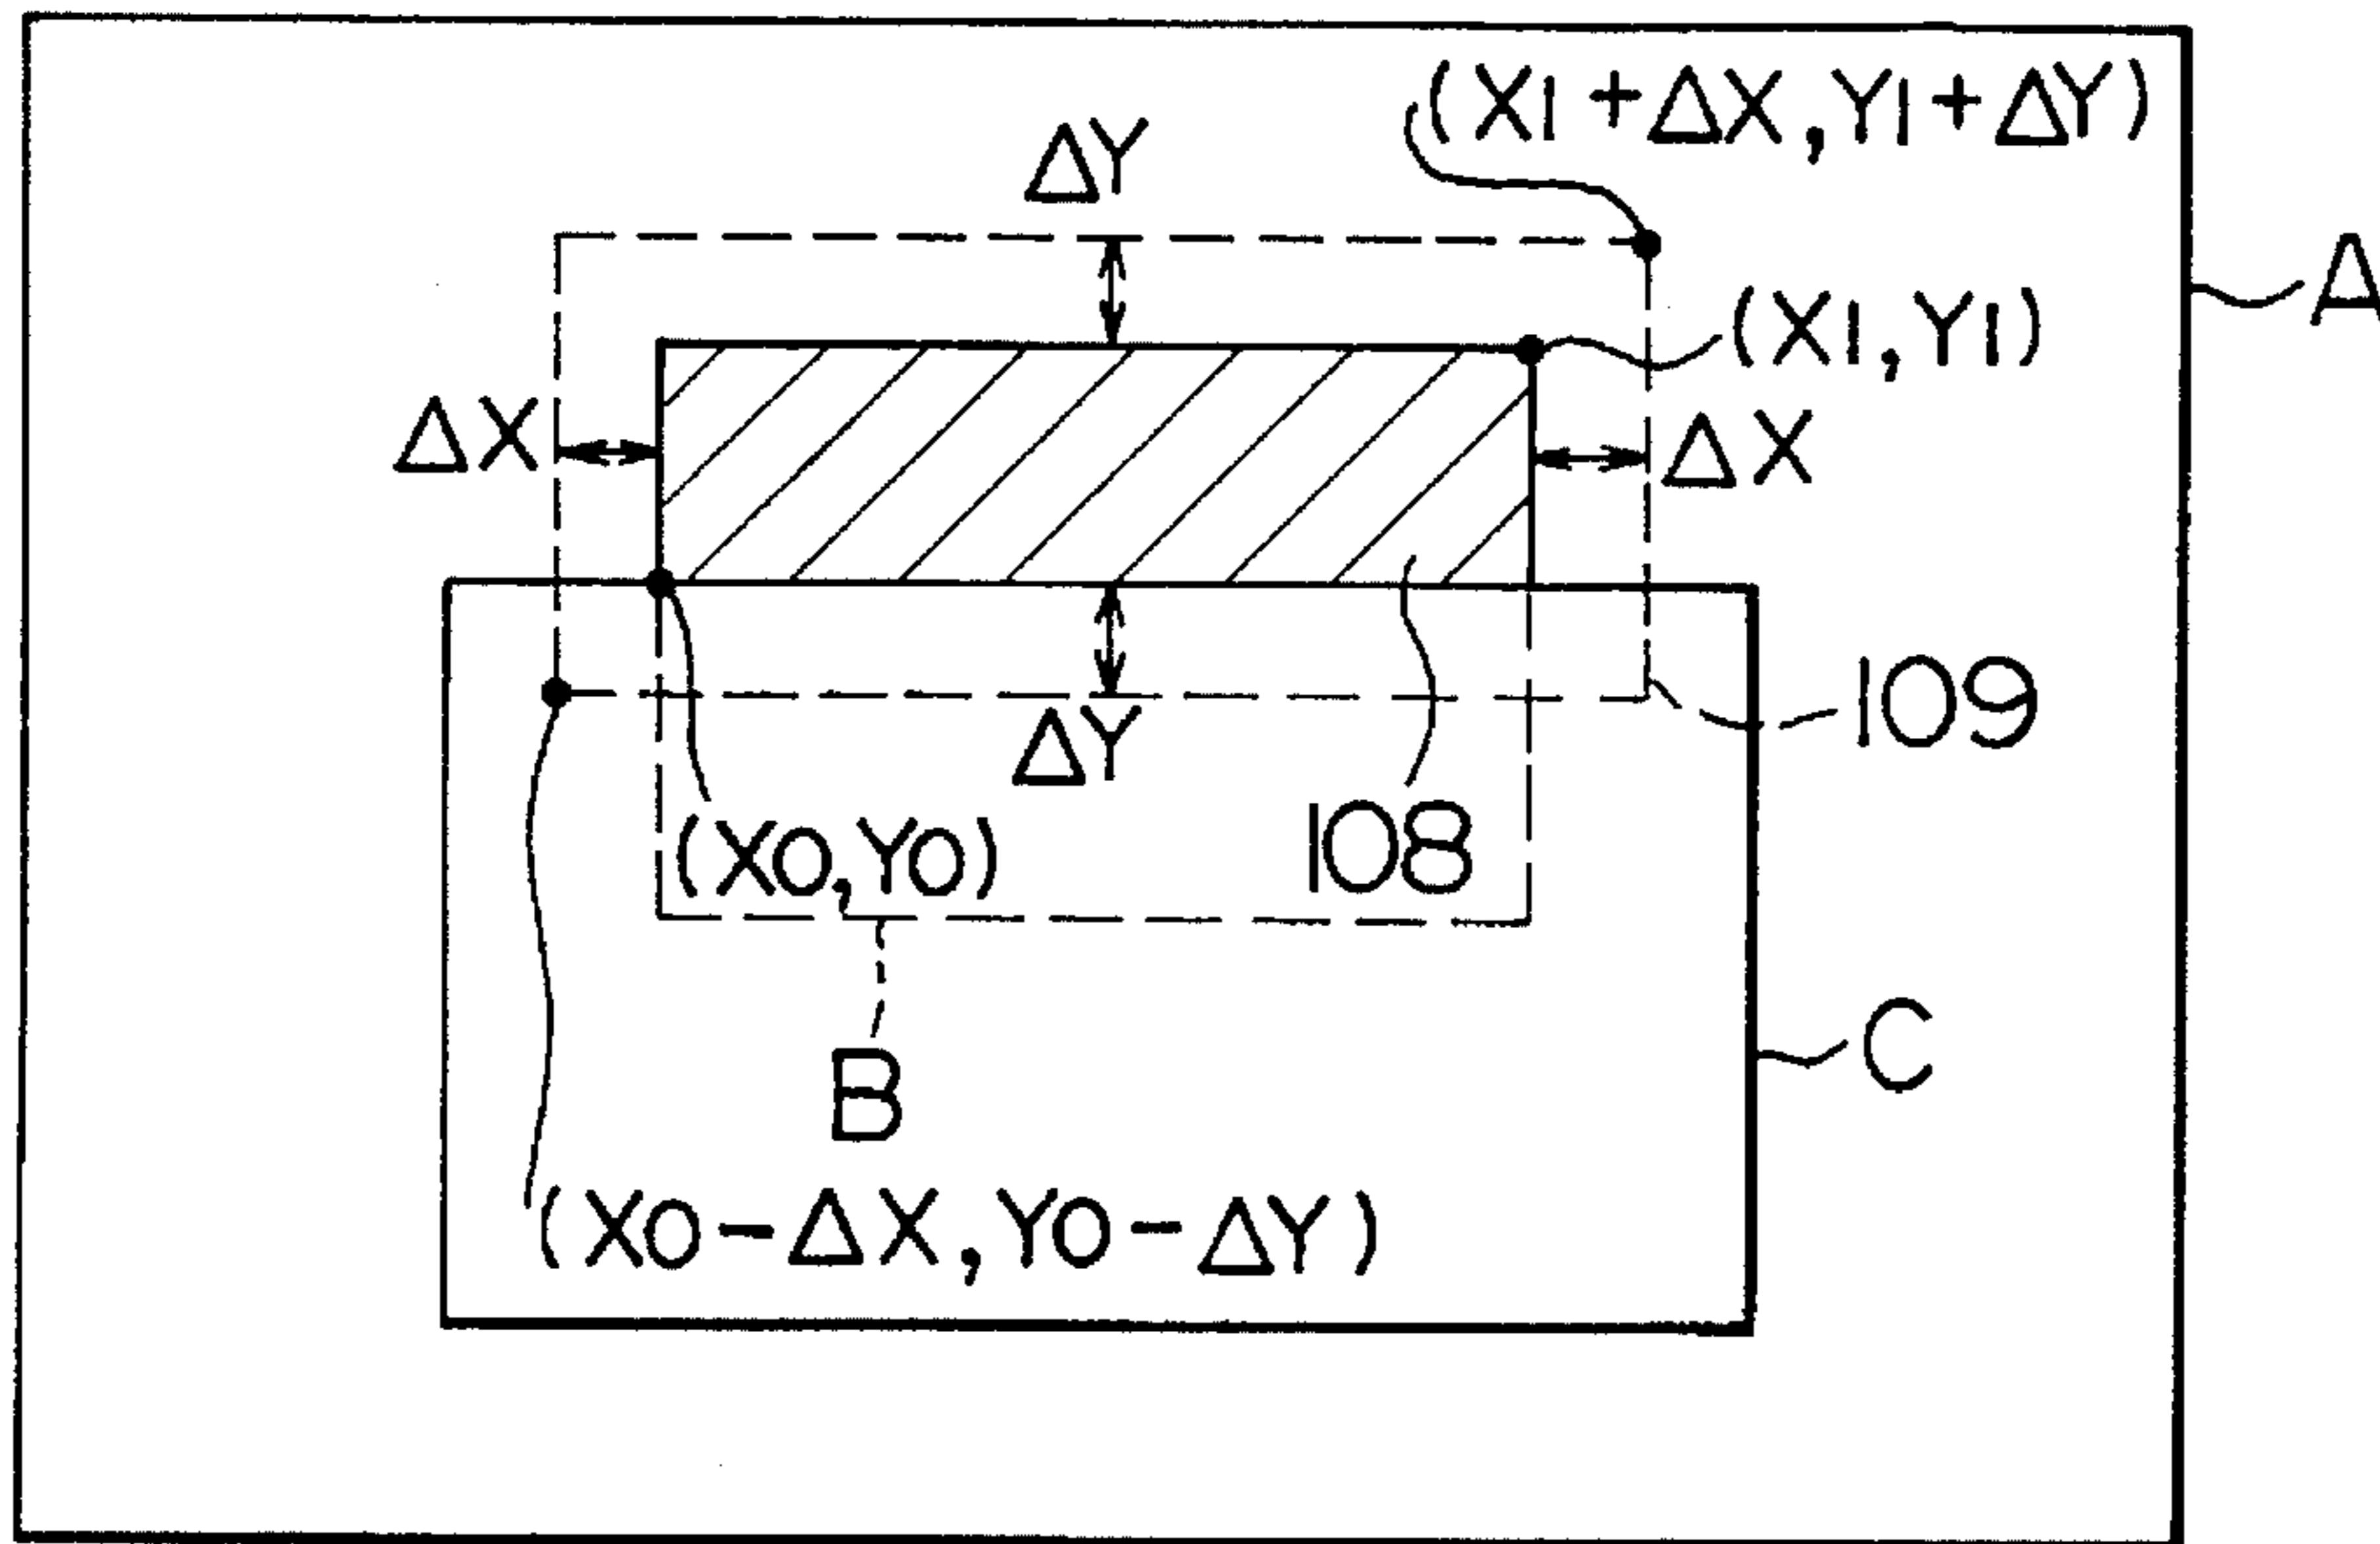 (X1+ΔX,Y1+ΔY)
ΔY
A
(X1,Y1)
ΔX
ΔX
109
ΔY
(X0,Y0)
108
C
B
(X0-ΔX,Y0-ΔY)